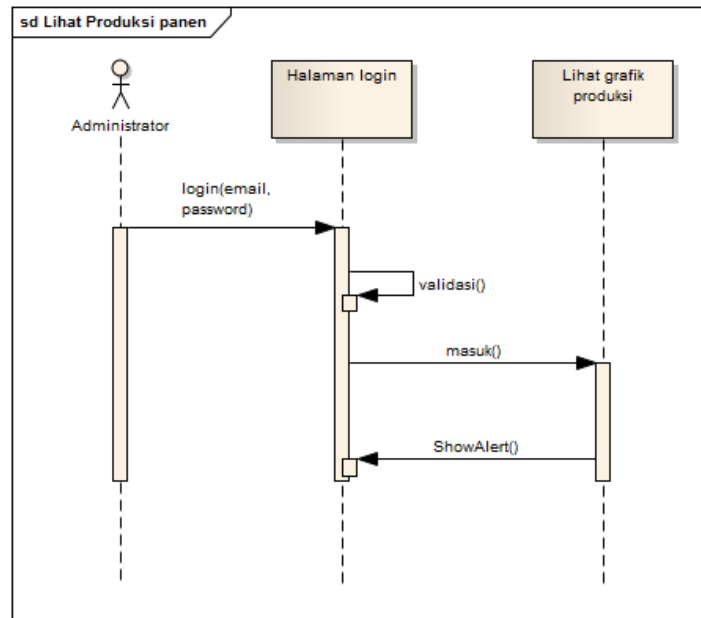 sd Lihat Produksi panen
Administrator
Halaman login
Lihat grafik
produksi
login(email,
password)
validasi()
masuk()
ShowAlert()